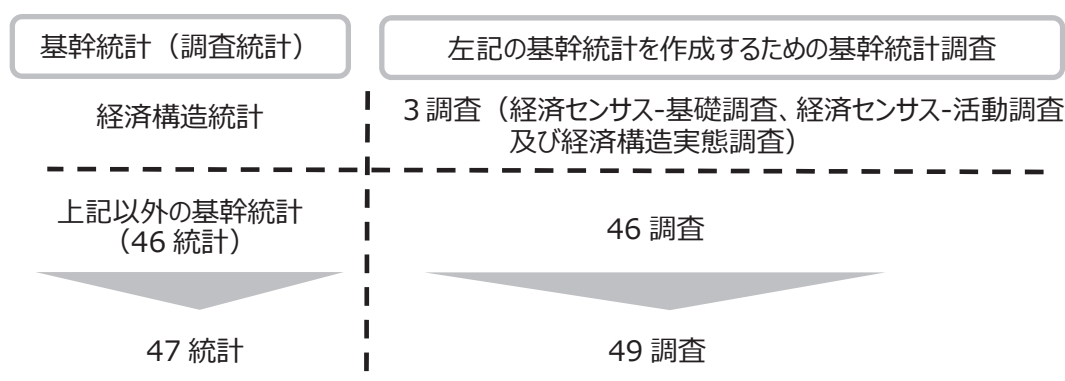 基幹統計（調査統計）
左記の基幹統計を作成するための基幹統計調査
経済構造統計
３調査（経済センサス-基礎調査、経済センサス-活動調査
及び経済構造実態調査）
上記以外の基幹統計
（46 統計）
46 調査
47 統計
49 調査